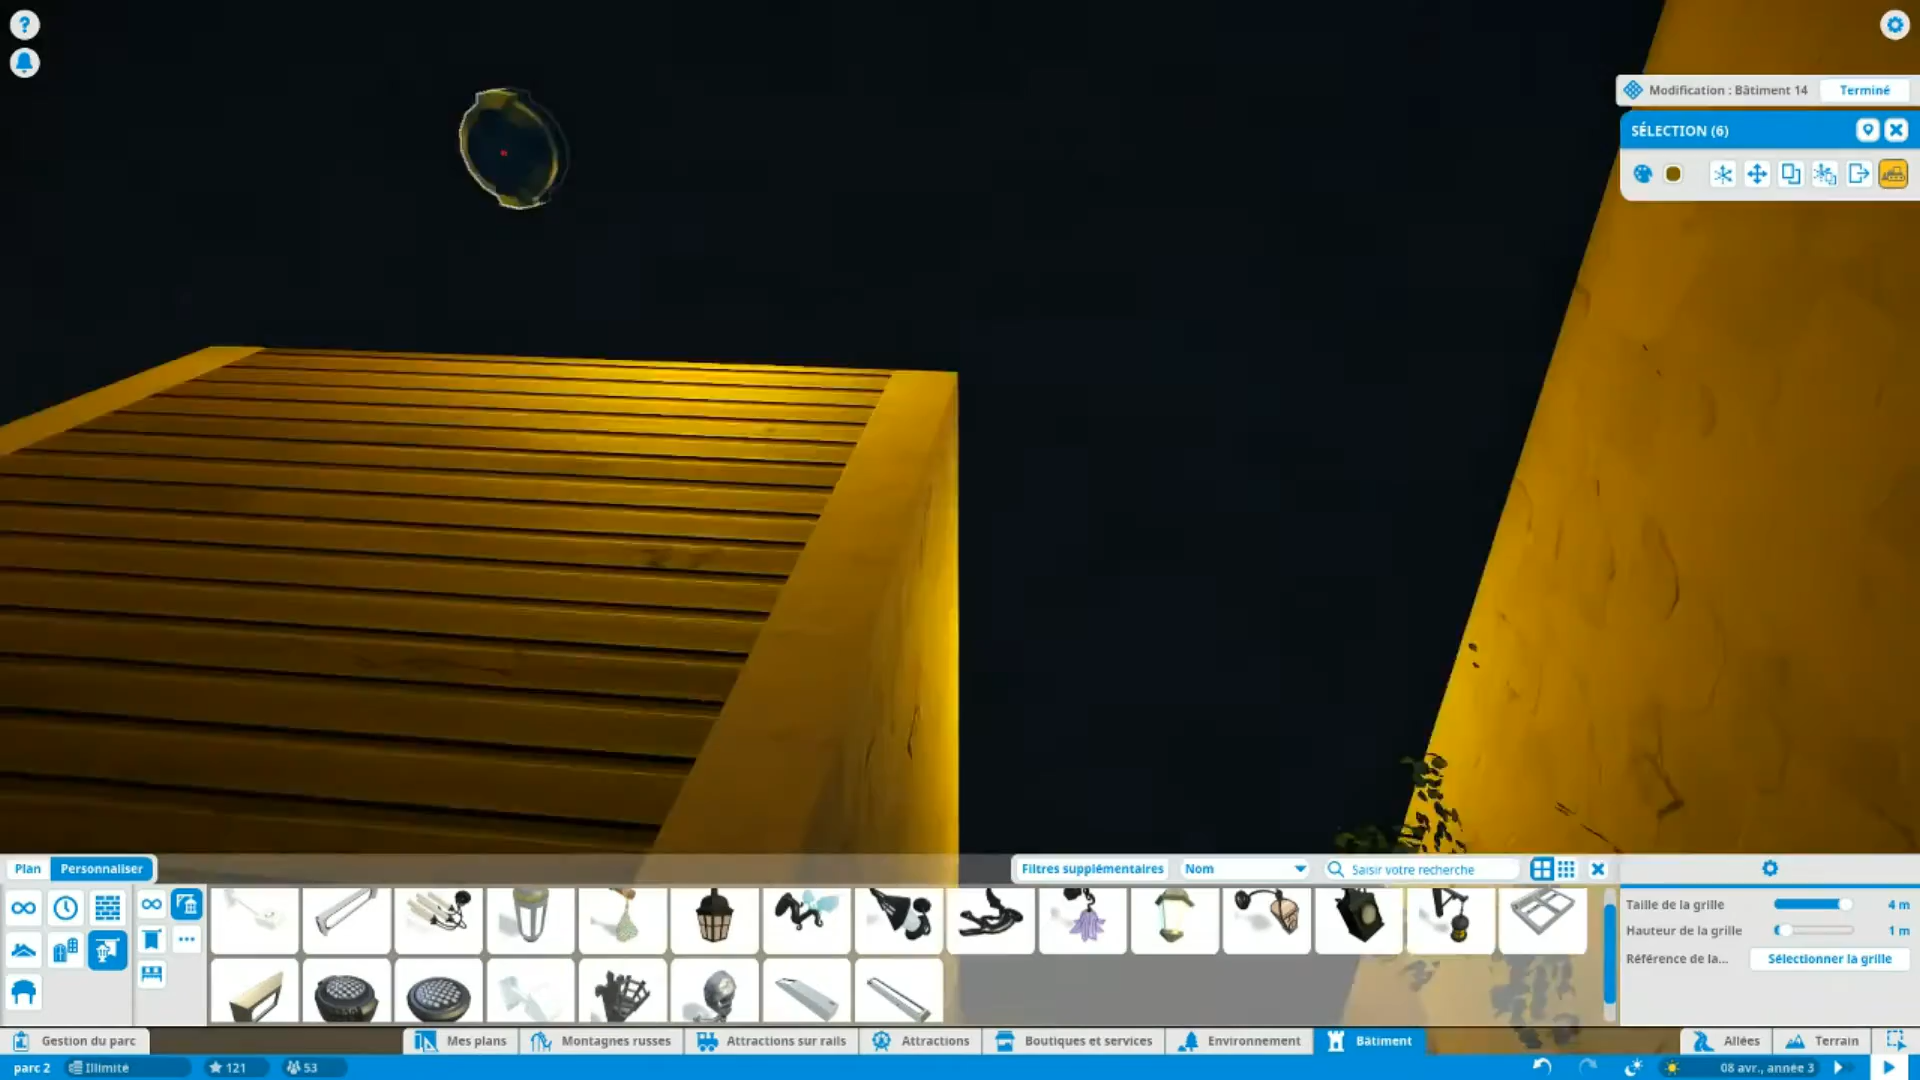 ?
Modification : Bâtiment 14
Terminé
SÉLECTION (6)
Plan
Personnaliser
Filtres supplémentaires
Nom
Saisir votre recherche
Taille de la grille
4 m
Hauteur de la grille
1 m
Référence de la...
Sélectionner la grille
Gestion du parc
Mes plans
Montagnes russes
Attractions sur rails
Attractions
Boutiques et services
Environnement
Bâtiment
Allées
Terrain
parc 2
Illimité
121
53
08 avr., année 3